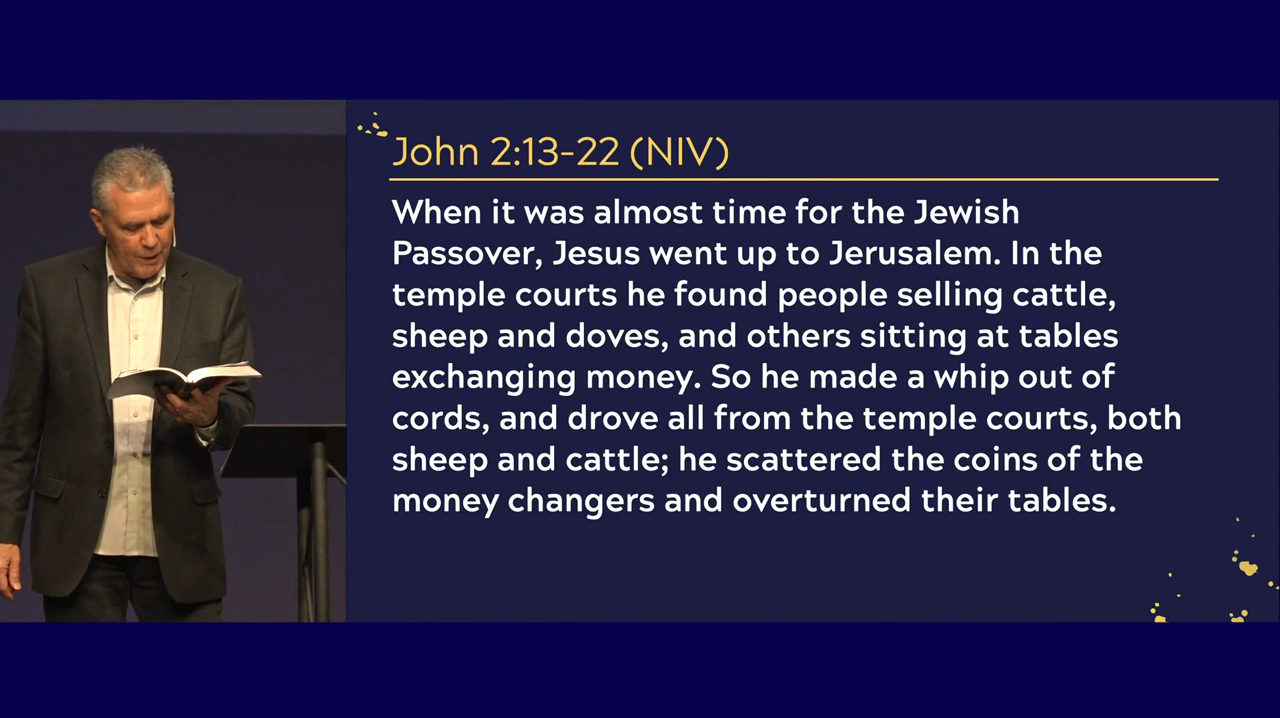 John 2:13-22 (NIV)
When it was almost time for the Jewish
Passover, Jesus went up to Jerusalem. In the
temple courts he found people selling cattle,
sheep and doves, and others sitting at tables
exchanging money. So he made a whip out of
cords, and drove all from the temple courts, both
sheep and cattle; he scattered the coins of the
money changers and overturned their tables.